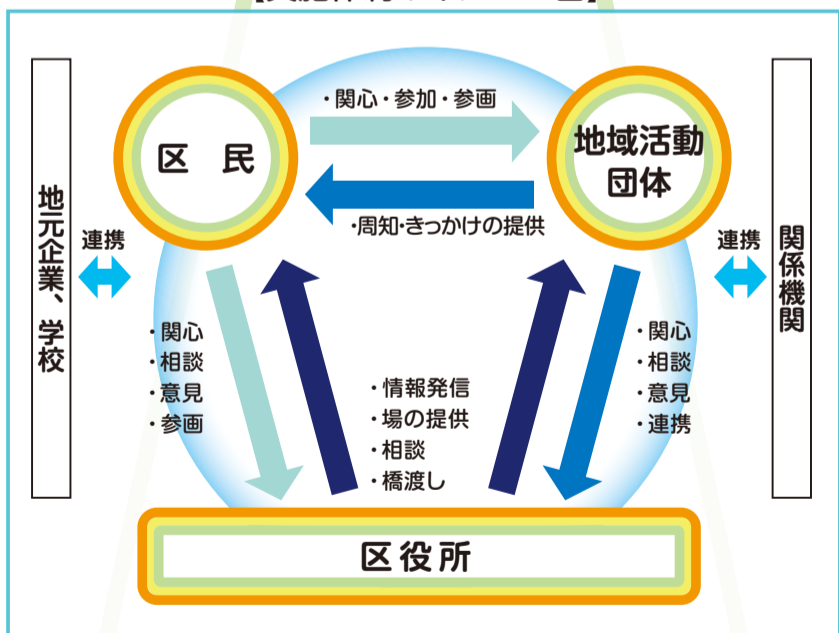 ・関心・参加・参画
区 民
地域活動
団体
・周知・きっかけの提供
地元企業、学校
連携
連携
関係機関
・関心
・相談
・意見
・参画
・情報発信
・場の提供
・相談
・橋渡し
・関心
・相談
・意見
・連携
区役所